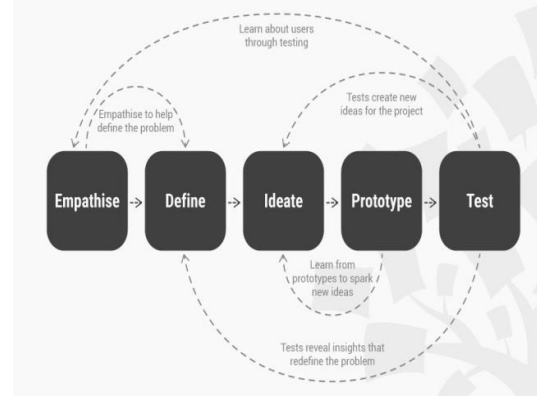 Learn about users
through testing
Empathise to help
define the problem
Tests create new
ideas for the project
Empathise
Define
Ideate
Prototype
Test
Learn from
prototypes to spark
new ideas
Tests reveal insights that
redefine the problem